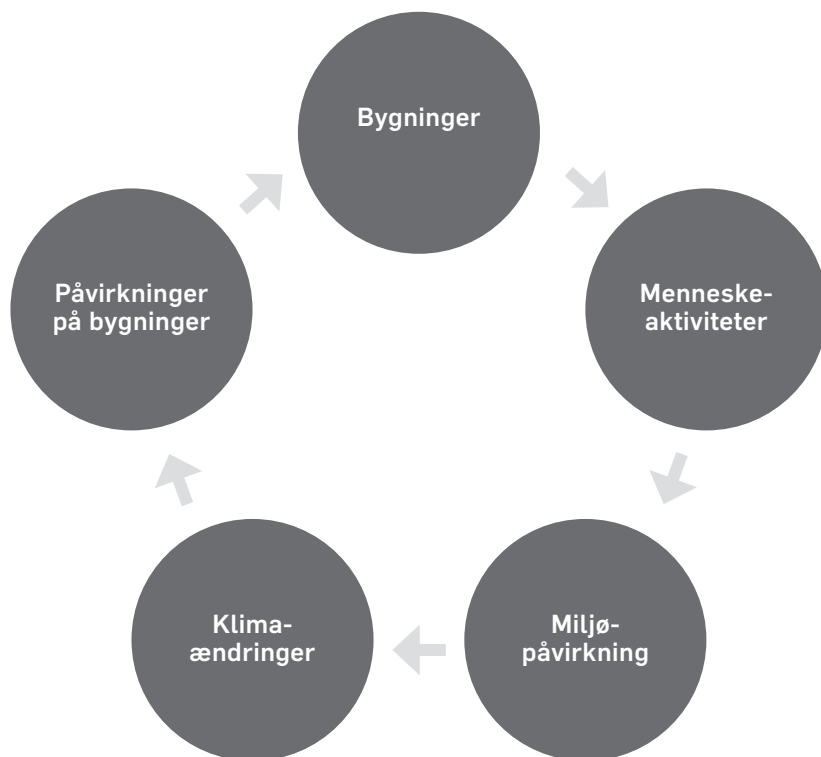 Bygninger
Menneske-
aktiviteter
Miljø-
påvirkning
Klima-
ændringer
Påvirkninger
på bygninger